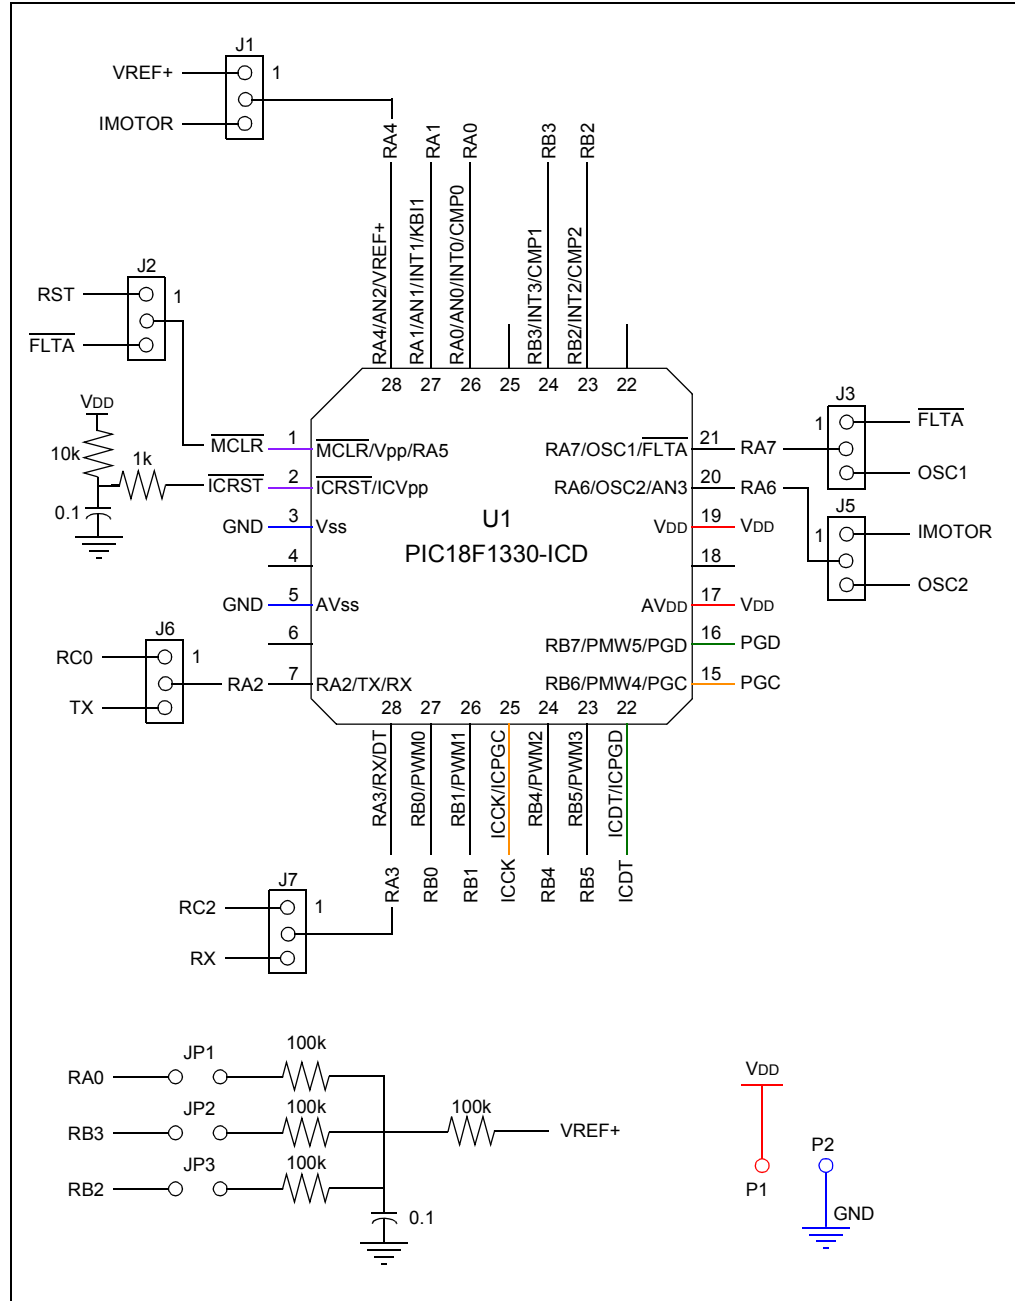 J1
VREF+
1
IMOTOR
RA4
RA1
RA0
RB3
RB2
RA4/AN2/VREF+
RA1/AN1/INT1/KBI1
RA0/AN0/INT0/CMP0
RB3/INT3/CMP1
RB2/INT2/CMP2
J2
RST
1
FLTA
28
27
26
25
24
23
22
VDD
10k
1k
0.1
MCLR
1
MCLR/Vpp/RA5
ICRST
2
ICRST/ICVpp
GND
3
Vss
4
GND
5
AVss
6
7
RA2
RA2/TX/RX
U1
PIC18F1330-ICD
RA7/OSC1/FLTA
21
RA7
RA6/OSC2/AN3
20
RA6
VDD
19
VDD
18
AVDD
17
VDD
RB7/PMW5/PGD
16
PGD
RB6/PMW4/PGC
15
PGC
J3
1
FLTA
OSC1
J5
1
IMOTOR
OSC2
J6
RC0
1
TX
28
27
26
25
24
23
22
RA3/RX/DT
RB0/PWM0
RB1/PWM1
ICCK/ICPGC
RB4/PWM2
RB5/PWM3
ICDT/ICPGD
RA3
RB0
RB1
ICCK
RB4
RB5
ICDT
J7
RC2
1
RX
100k
RA0
JP1
100k
RB3
JP2
100k
VREF+
100k
RB2
JP3
0.1
VDD
P1
P2
GND